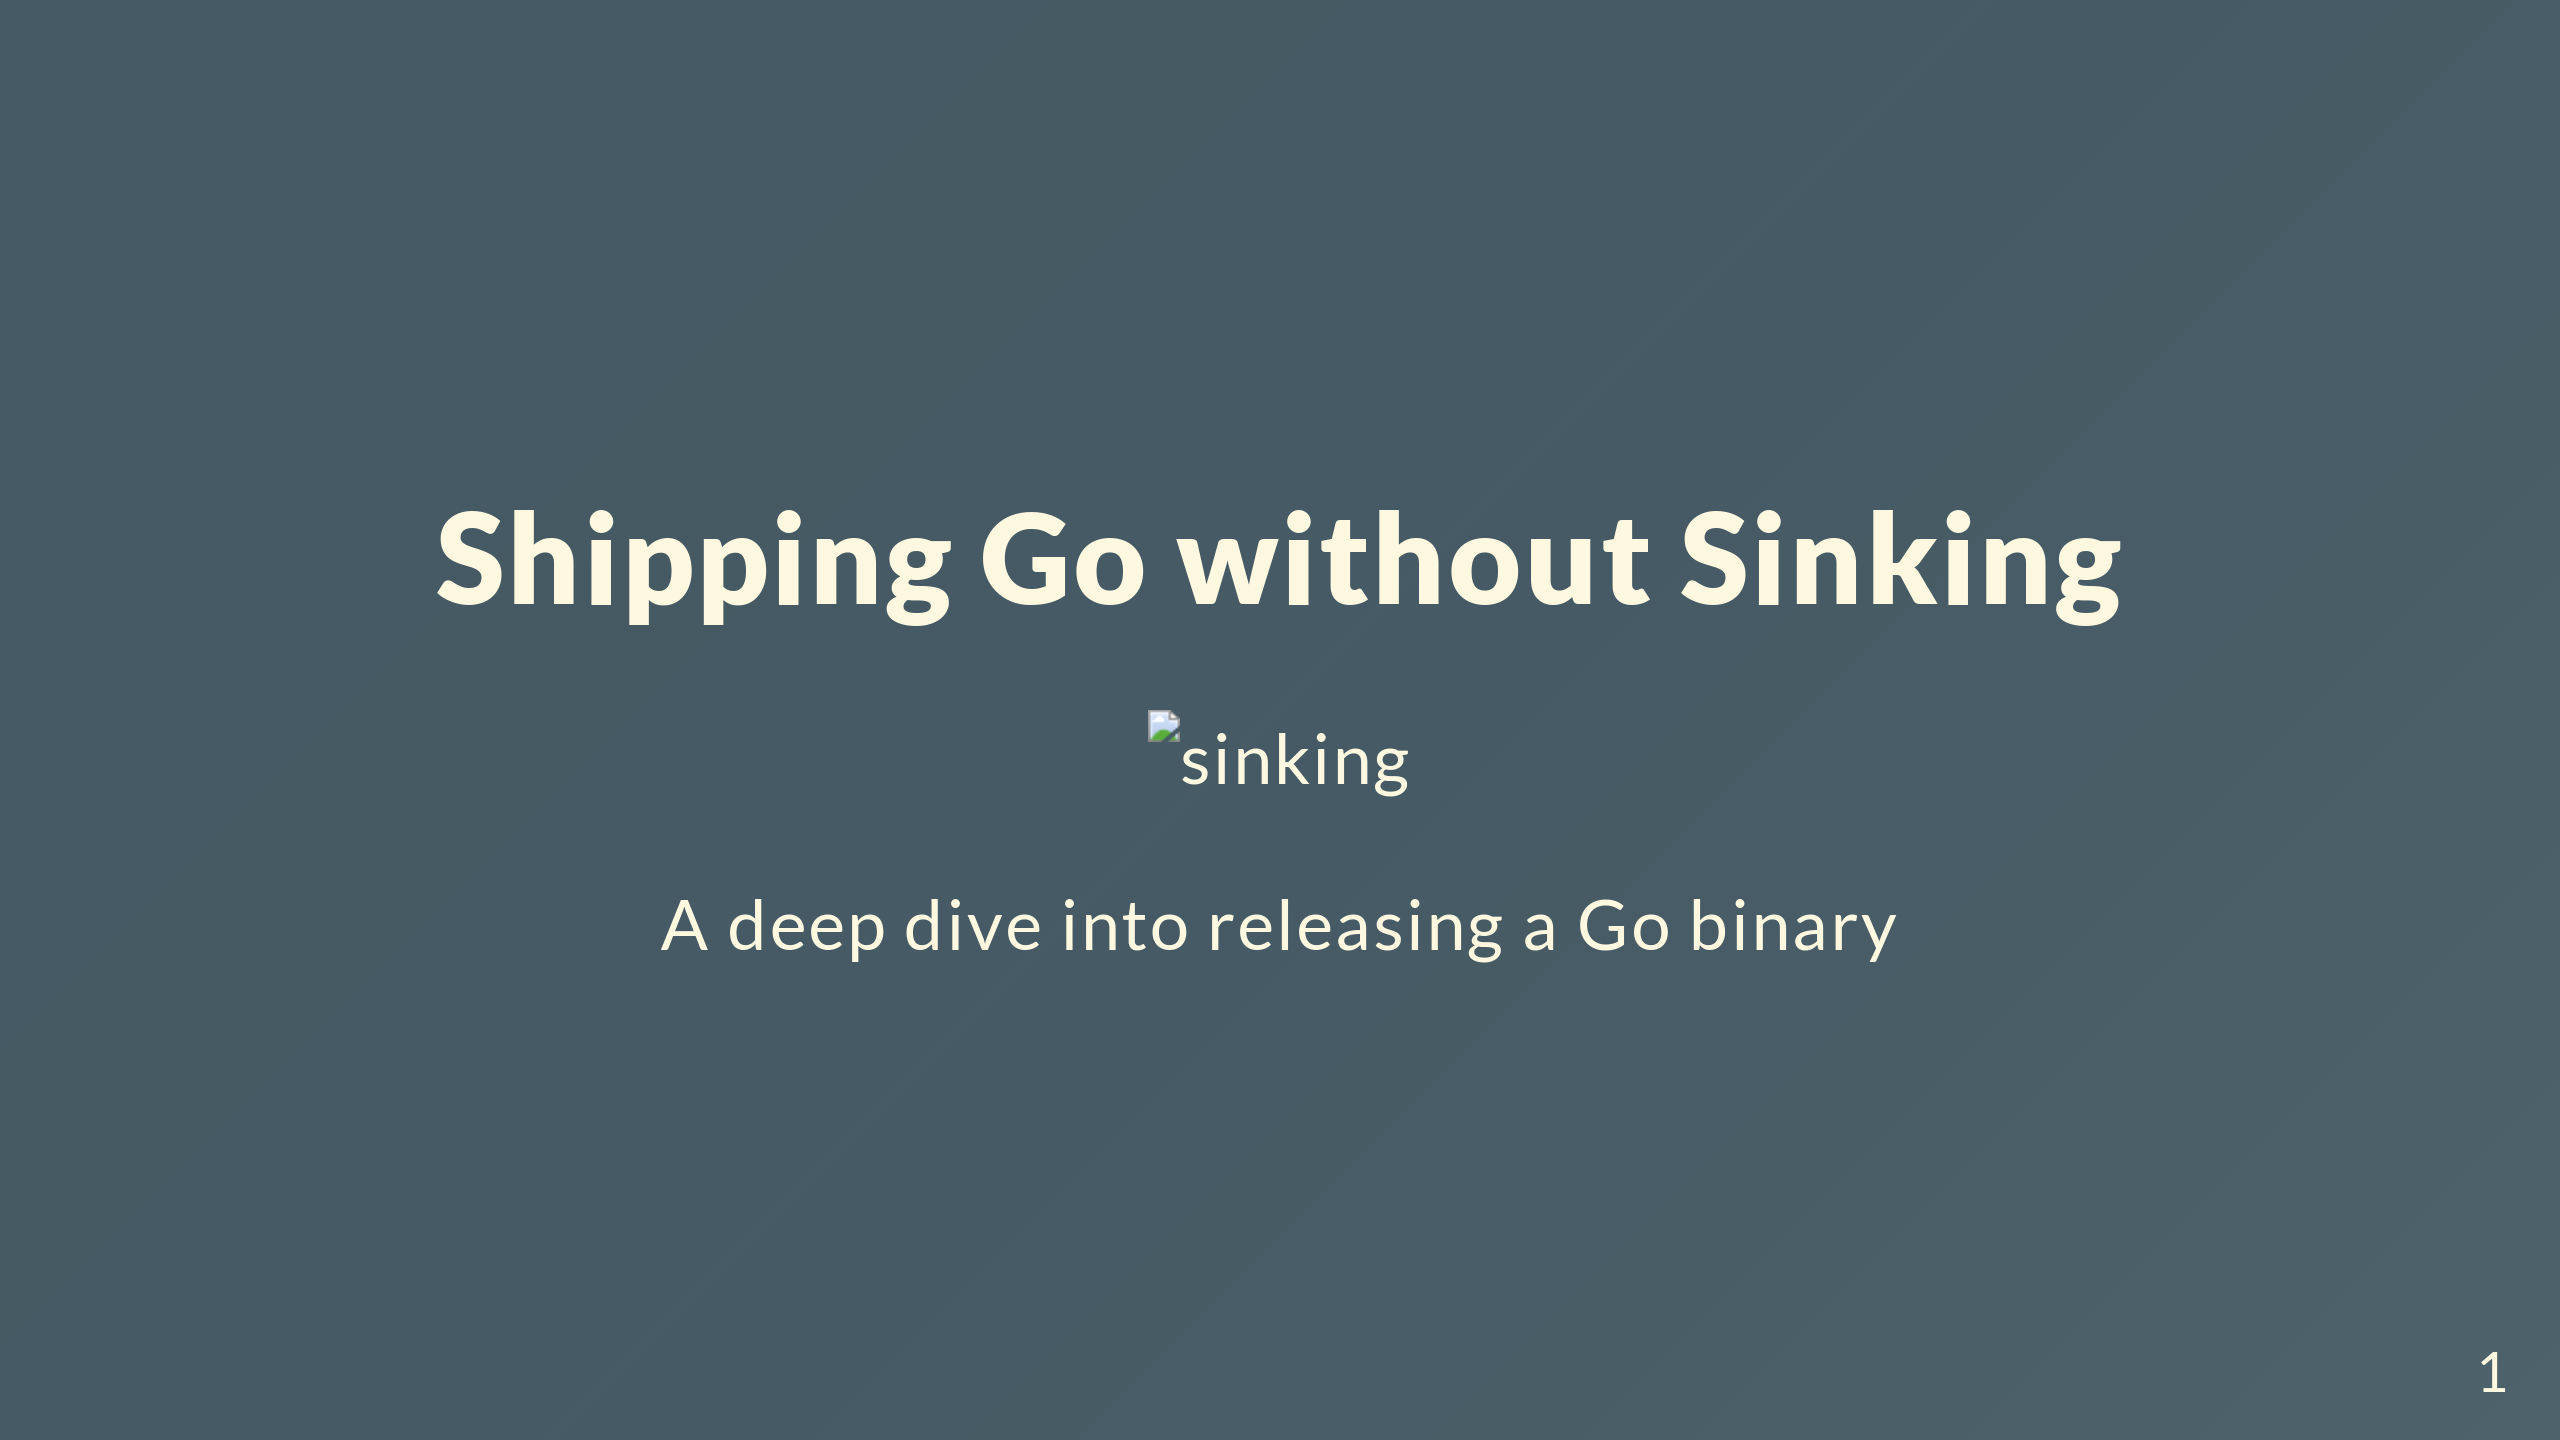 Shipping Go without Sinking
sinking
A deep dive into releasing a Go binary
1